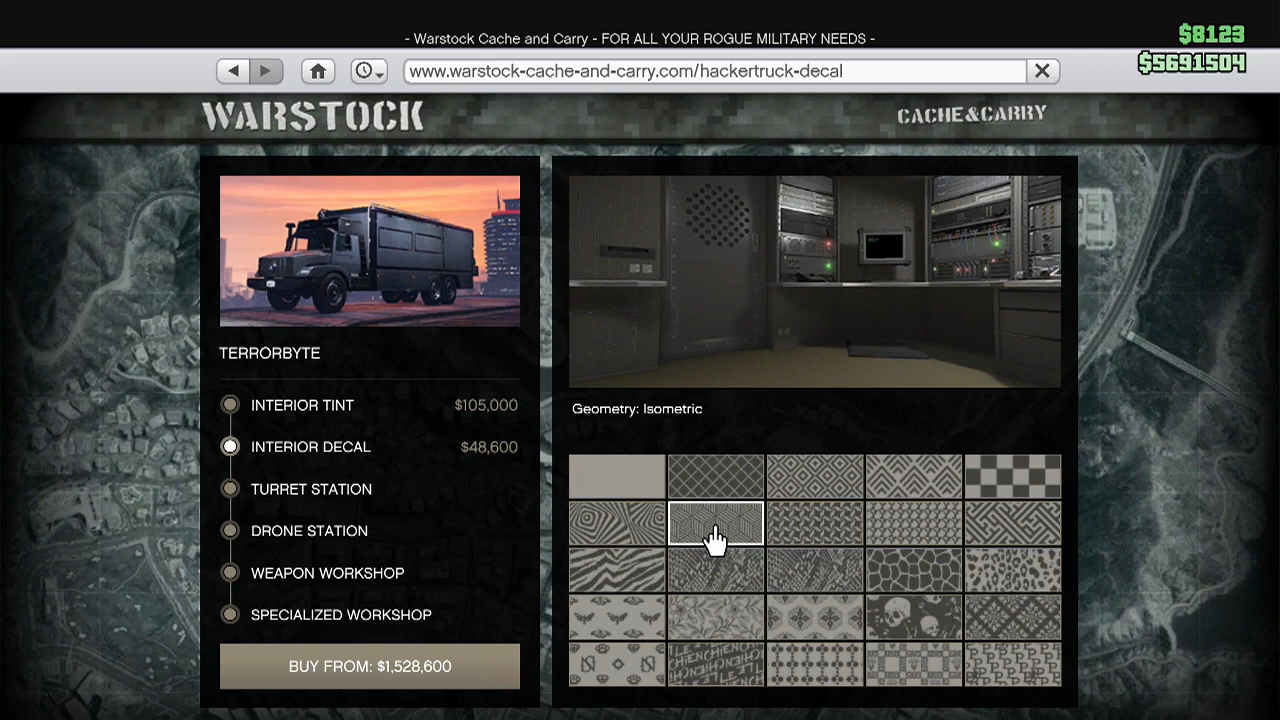 - Warstock Cache and Carry - FOR ALL YOUR ROGUE MILITARY NEEDS -
$8123
$5691504
www.warstock-cache-and-carry.com/hackertruck-decal
WARSTOCK
CACHE&CARRY
TERRORBYTE
INTERIOR TINT $105,000
INTERIOR DECAL $48,600
TURRET STATION
DRONE STATION
WEAPON WORKSHOP
SPECIALIZED WORKSHOP
BUY FROM: $1,528,600
Geometry: Isometric